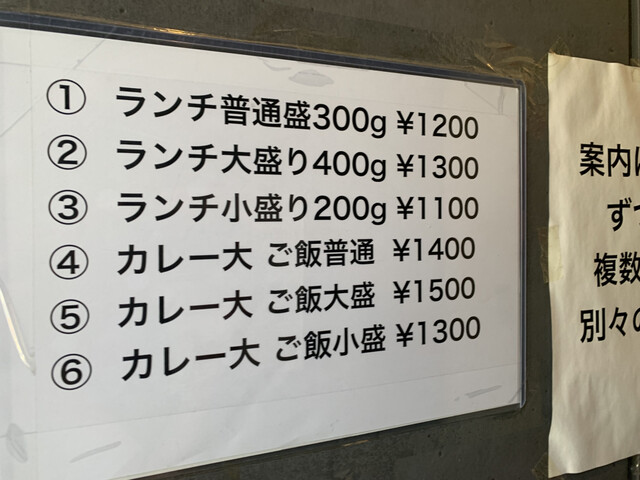 ① ランチ普通盛300g ¥1200
② ランチ大盛り400g ¥1300
③ ランチ小盛り200g ¥1100
④ カレー大 ご飯普通 ¥1400
⑤ カレー大 ご飯大盛 ¥1500
⑥ カレー大 ご飯小盛 ¥1300
案内
ず
複数
別々の